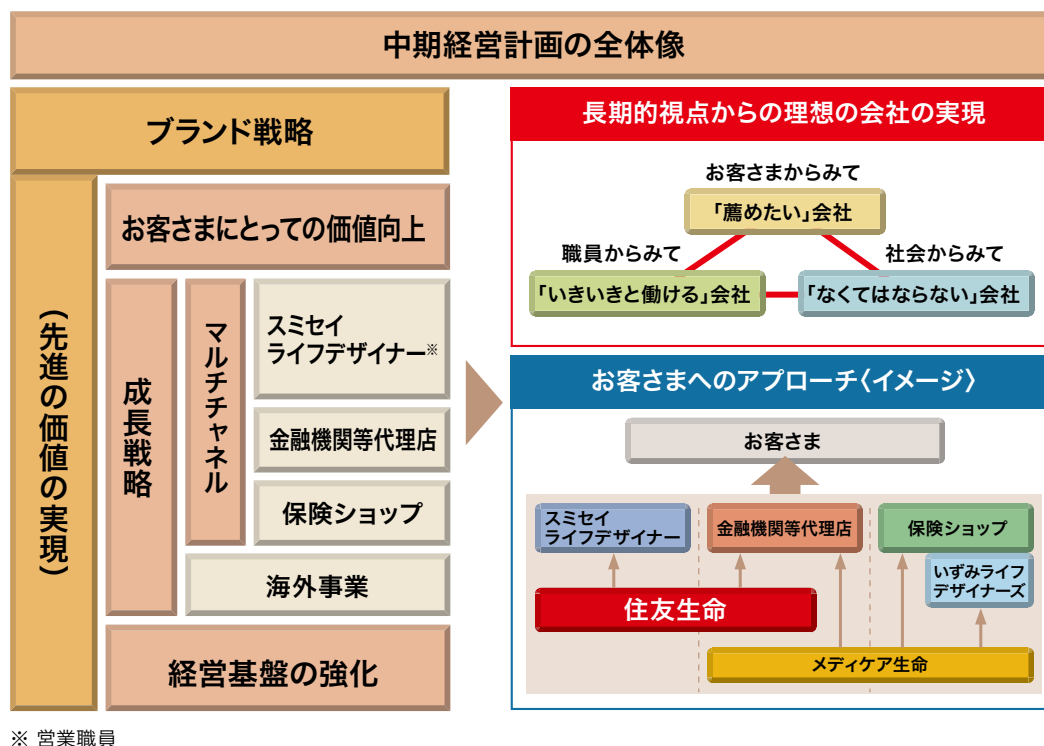 中期経営計画の全体像
ブランド戦略
(先進の価値の実現)
お客さまにとっての価値向上
成長戦略
マルチチャネル
スミセイ
ライフデザイナー※
金融機関等代理店
保険ショップ
海外事業
経営基盤の強化
長期的視点からの理想の会社の実現
お客さまからみて
「薦めたい」会社
職員からみて
「いきいきと働ける」会社
社会からみて
「なくてはならない」会社
お客さまへのアプローチ〈イメージ〉
お客さま
スミセイ
ライフデザイナー
金融機関等代理店
保険ショップ
いずみライフ
デザイナーズ
住友生命
メディケア生命
※ 営業職員